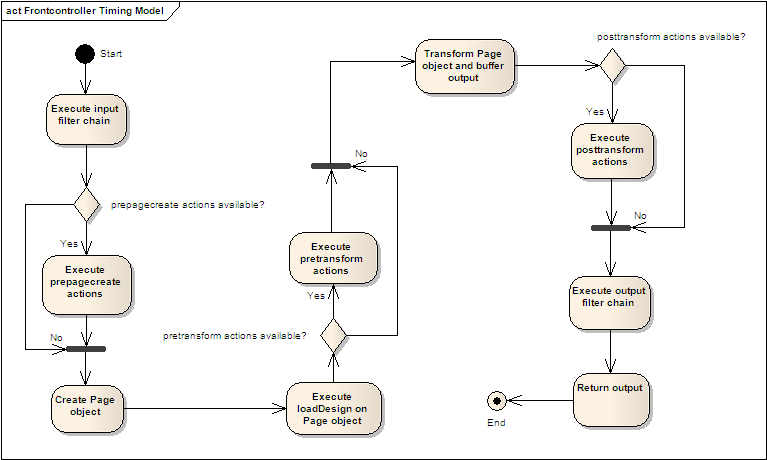 act Frontcontroller Timing Model
Start
Execute input
filter chain
prepagecreate actions available?
Yes
Execute
prepagecreate
actions
No
Create Page
object
Execute
loadDesign on
Page object
pretransform actions available?
Yes
Execute
pretransform
actions
No
Transform Page
object and buffer
output
posttransform actions available?
Yes
Execute
posttransform
actions
No
Execute output
filter chain
Return output
End